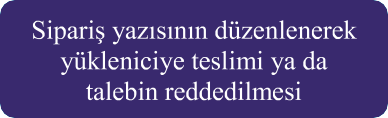 Sipariş yazısının düzenlenerek
yükleniciye teslimi ya da
talebin reddedilmesi